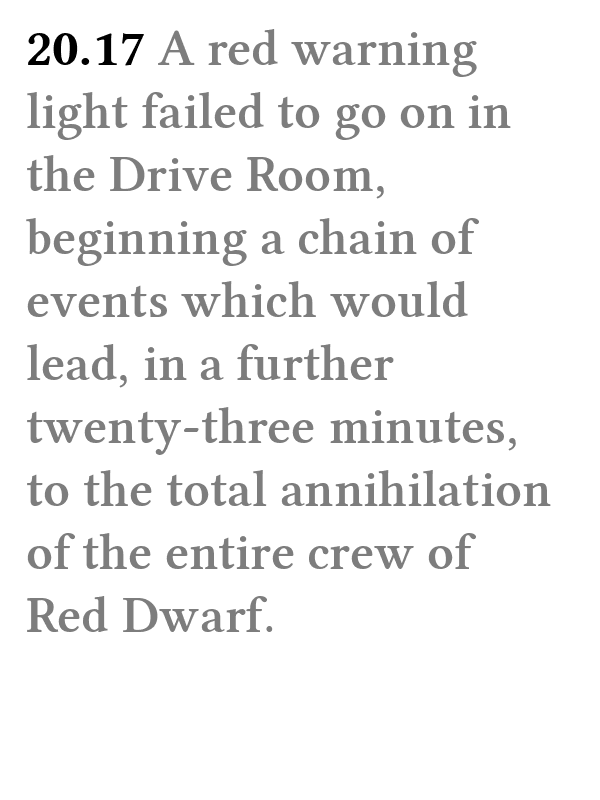 20.17 A red warning
light failed to go on in
the Drive Room,
beginning a chain of
events which would
lead, in a further
twenty-three minutes,
to the total annihilation
of the entire crew of
Red Dwarf.